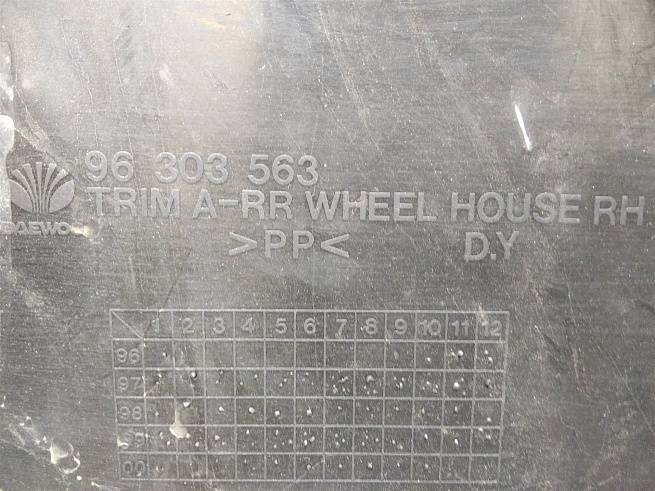 96 303 563
TRIM A-RR WHEEL HOUSE RH
DAEWOO
>PP< D.Y
1 2 3 4 5 6 7 8 9 10 11 12
96
97
98
99
00